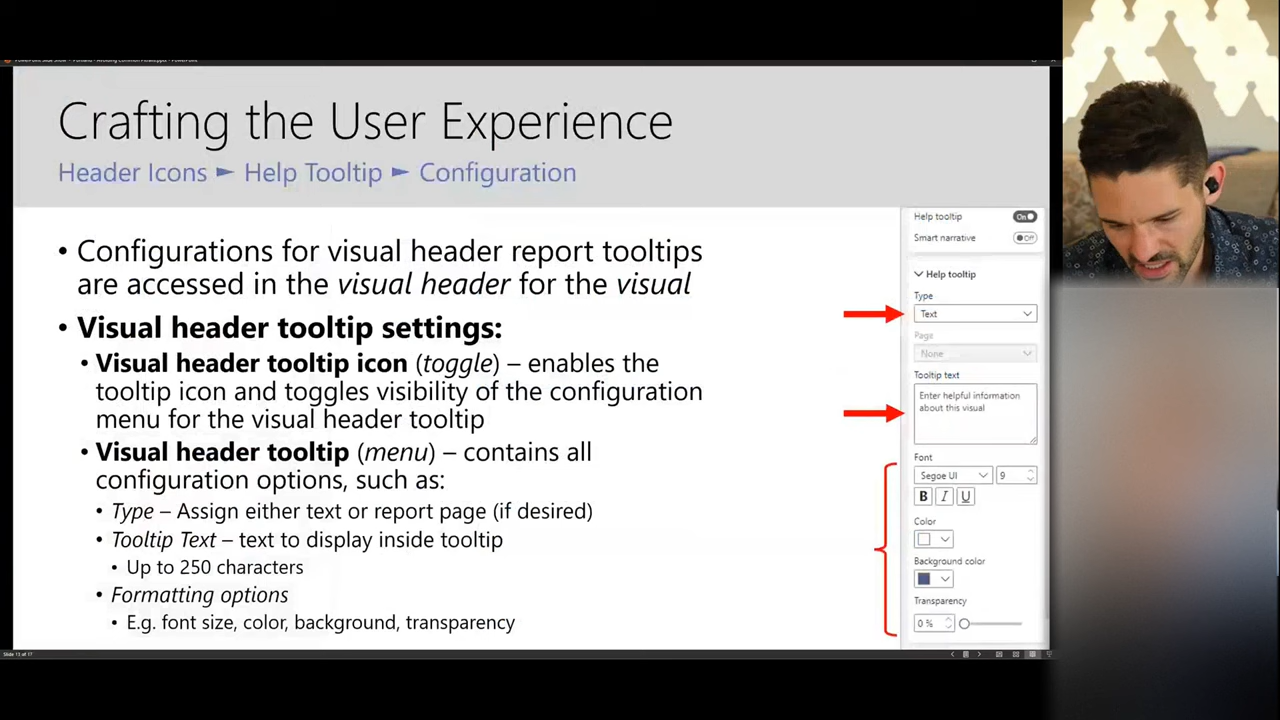 Crafting the User Experience
Header Icons ► Help Tooltip ► Configuration
• Configurations for visual header report tooltips
are accessed in the visual header for the visual
• Visual header tooltip settings:
• Visual header tooltip icon (toggle) – enables the
tooltip icon and toggles visibility of the configuration
menu for the visual header tooltip
• Visual header tooltip (menu) – contains all
configuration options, such as:
• Type – Assign either text or report page (if desired)
• Tooltip Text – text to display inside tooltip
• Up to 250 characters
• Formatting options
• E.g. font size, color, background, transparency
Help tooltip On
Smart narrative Off
Help tooltip
Type
Text
Page
None
Tooltip text
Enter helpful information
about this visual
Font
Segoe UI 9
B I U
Color
Background color
Transparency
0 %
Slide 13 of 17